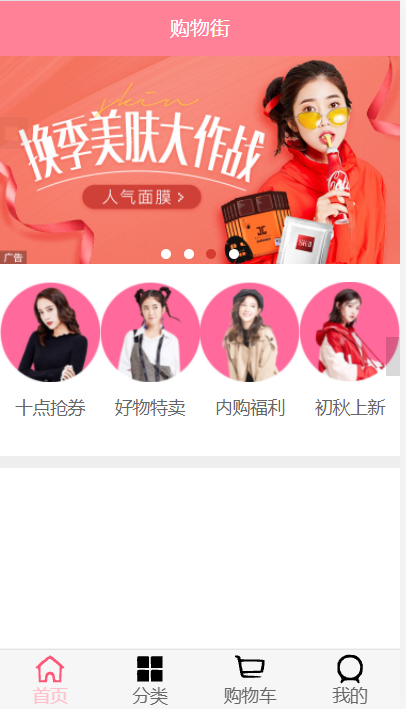 购物街
skin
换季美肤大作战
人气面膜 >
广告
十点抢券
好物特卖
内购福利
初秋上新
首页
分类
购物车
我的